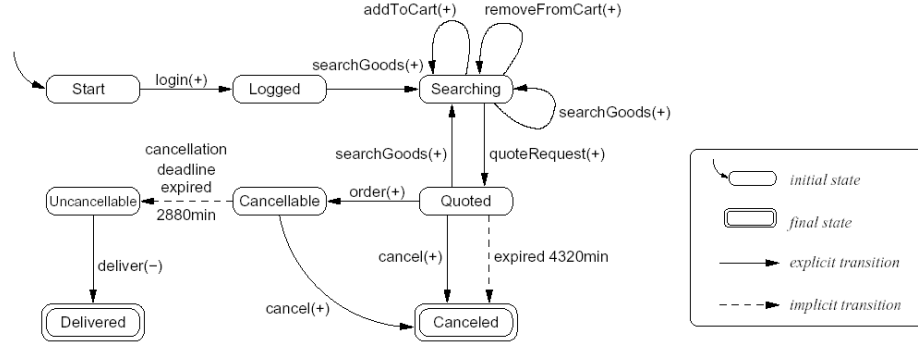 addToCart(+)
removeFromCart(+)
login(+)
searchGoods(+)
Start
Logged
Searching
searchGoods(+)
cancellation
deadline
expired
2880min
searchGoods(+)
quoteRequest(+)
order(+)
Uncancellable
Cancellable
Quoted
deliver(−)
cancel(+)
expired 4320min
cancel(+)
Delivered
Canceled
initial state
final state
explicit transition
implicit transition